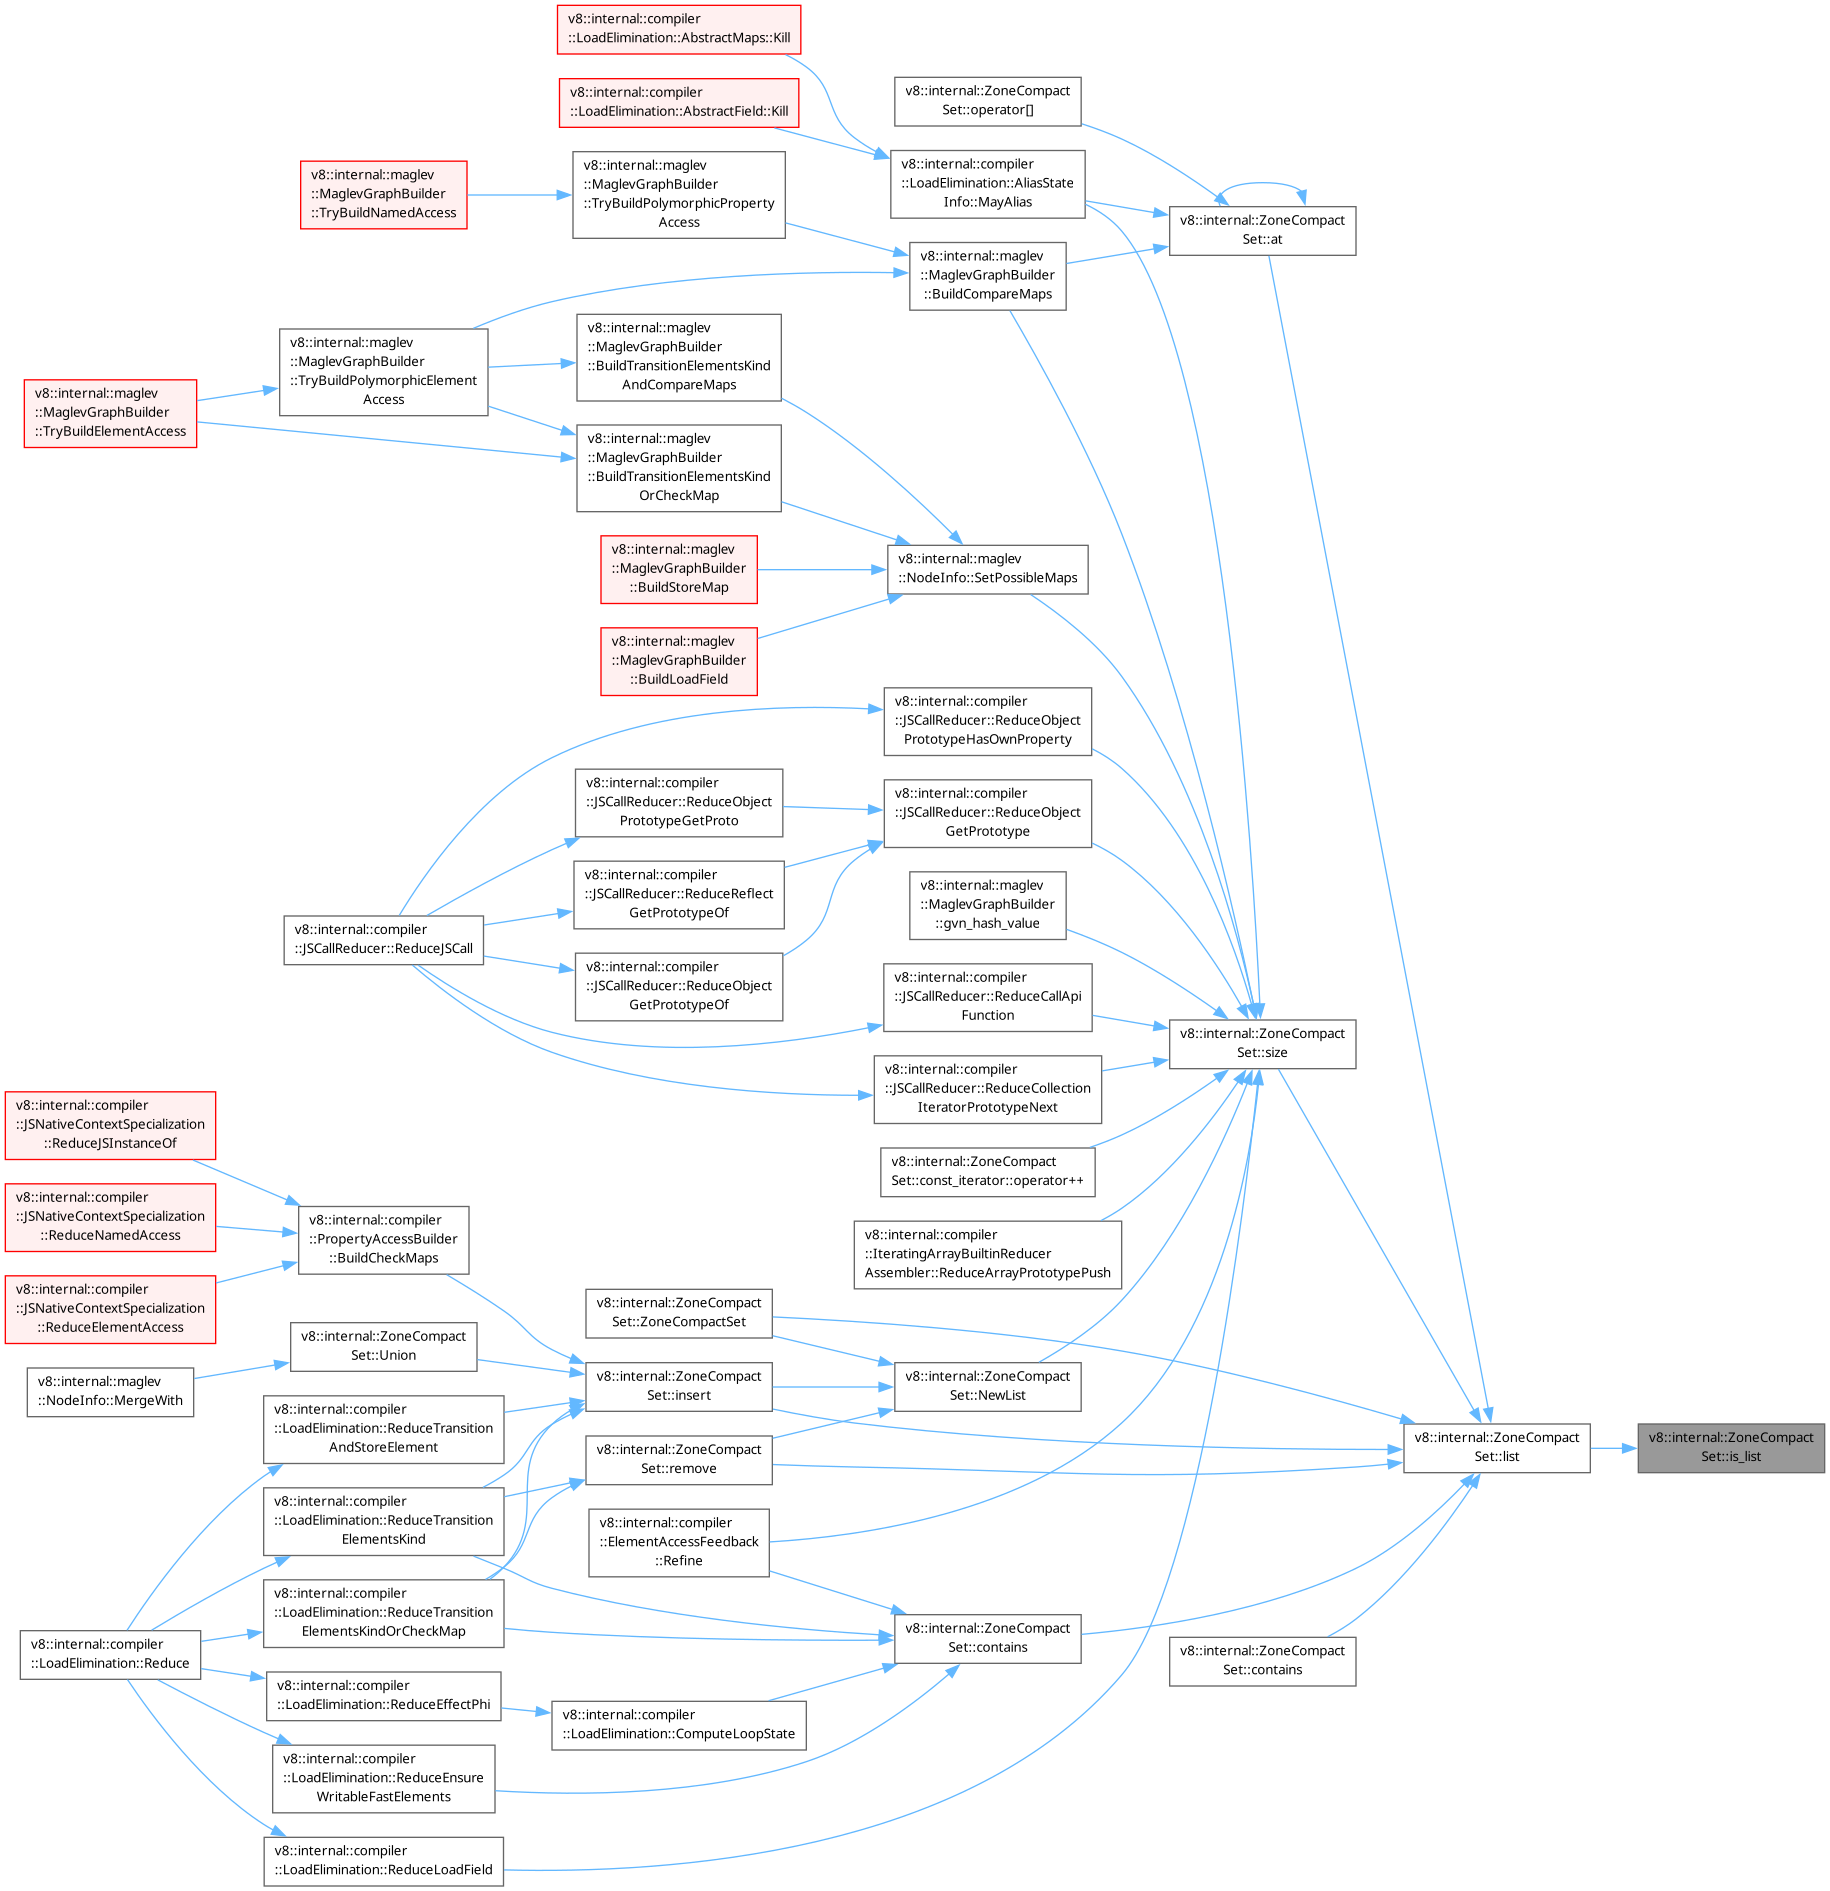 v8::internal::compiler
::LoadElimination::AbstractMaps::Kill
v8::internal::compiler
::LoadElimination::AbstractField::Kill
v8::internal::ZoneCompact
Set::operator[]
v8::internal::maglev
::MaglevGraphBuilder
::TryBuildNamedAccess
v8::internal::maglev
::MaglevGraphBuilder
::TryBuildPolymorphicProperty
Access
v8::internal::compiler
::LoadElimination::AliasState
Info::MayAlias
v8::internal::ZoneCompact
Set::at
v8::internal::maglev
::MaglevGraphBuilder
::BuildCompareMaps
v8::internal::maglev
::MaglevGraphBuilder
::TryBuildElementAccess
v8::internal::maglev
::MaglevGraphBuilder
::TryBuildPolymorphicElement
Access
v8::internal::maglev
::MaglevGraphBuilder
::BuildTransitionElementsKind
AndCompareMaps
v8::internal::maglev
::MaglevGraphBuilder
::BuildTransitionElementsKind
OrCheckMap
v8::internal::maglev
::MaglevGraphBuilder
::BuildStoreMap
v8::internal::maglev
::NodeInfo::SetPossibleMaps
v8::internal::maglev
::MaglevGraphBuilder
::BuildLoadField
v8::internal::compiler
::JSCallReducer::ReduceObject
PrototypeHasOwnProperty
v8::internal::compiler
::JSCallReducer::ReduceObject
PrototypeGetProto
v8::internal::compiler
::JSCallReducer::ReduceObject
GetPrototype
v8::internal::compiler
::JSCallReducer::ReduceReflect
GetPrototypeOf
v8::internal::maglev
::MaglevGraphBuilder
::gvn_hash_value
v8::internal::compiler
::JSCallReducer::ReduceJSCall
v8::internal::compiler
::JSCallReducer::ReduceObject
GetPrototypeOf
v8::internal::compiler
::JSCallReducer::ReduceCallApi
Function
v8::internal::ZoneCompact
Set::size
v8::internal::compiler
::JSCallReducer::ReduceCollection
IteratorPrototypeNext
v8::internal::compiler
::JSNativeContextSpecialization
::ReduceJSInstanceOf
v8::internal::ZoneCompact
Set::const_iterator::operator++
v8::internal::compiler
::JSNativeContextSpecialization
::ReduceNamedAccess
v8::internal::compiler
::PropertyAccessBuilder
::BuildCheckMaps
v8::internal::compiler
::IteratingArrayBuiltinReducer
Assembler::ReduceArrayPrototypePush
v8::internal::compiler
::JSNativeContextSpecialization
::ReduceElementAccess
v8::internal::ZoneCompact
Set::ZoneCompactSet
v8::internal::ZoneCompact
Set::Union
v8::internal::maglev
::NodeInfo::MergeWith
v8::internal::ZoneCompact
Set::insert
v8::internal::ZoneCompact
Set::NewList
v8::internal::compiler
::LoadElimination::ReduceTransition
AndStoreElement
v8::internal::ZoneCompact
Set::remove
v8::internal::ZoneCompact
Set::list
v8::internal::ZoneCompact
Set::is_list
v8::internal::compiler
::LoadElimination::ReduceTransition
ElementsKind
v8::internal::compiler
::ElementAccessFeedback
::Refine
v8::internal::compiler
::LoadElimination::ReduceTransition
ElementsKindOrCheckMap
v8::internal::compiler
::LoadElimination::Reduce
v8::internal::ZoneCompact
Set::contains
v8::internal::ZoneCompact
Set::contains
v8::internal::compiler
::LoadElimination::ReduceEffectPhi
v8::internal::compiler
::LoadElimination::ComputeLoopState
v8::internal::compiler
::LoadElimination::ReduceEnsure
WritableFastElements
v8::internal::compiler
::LoadElimination::ReduceLoadField